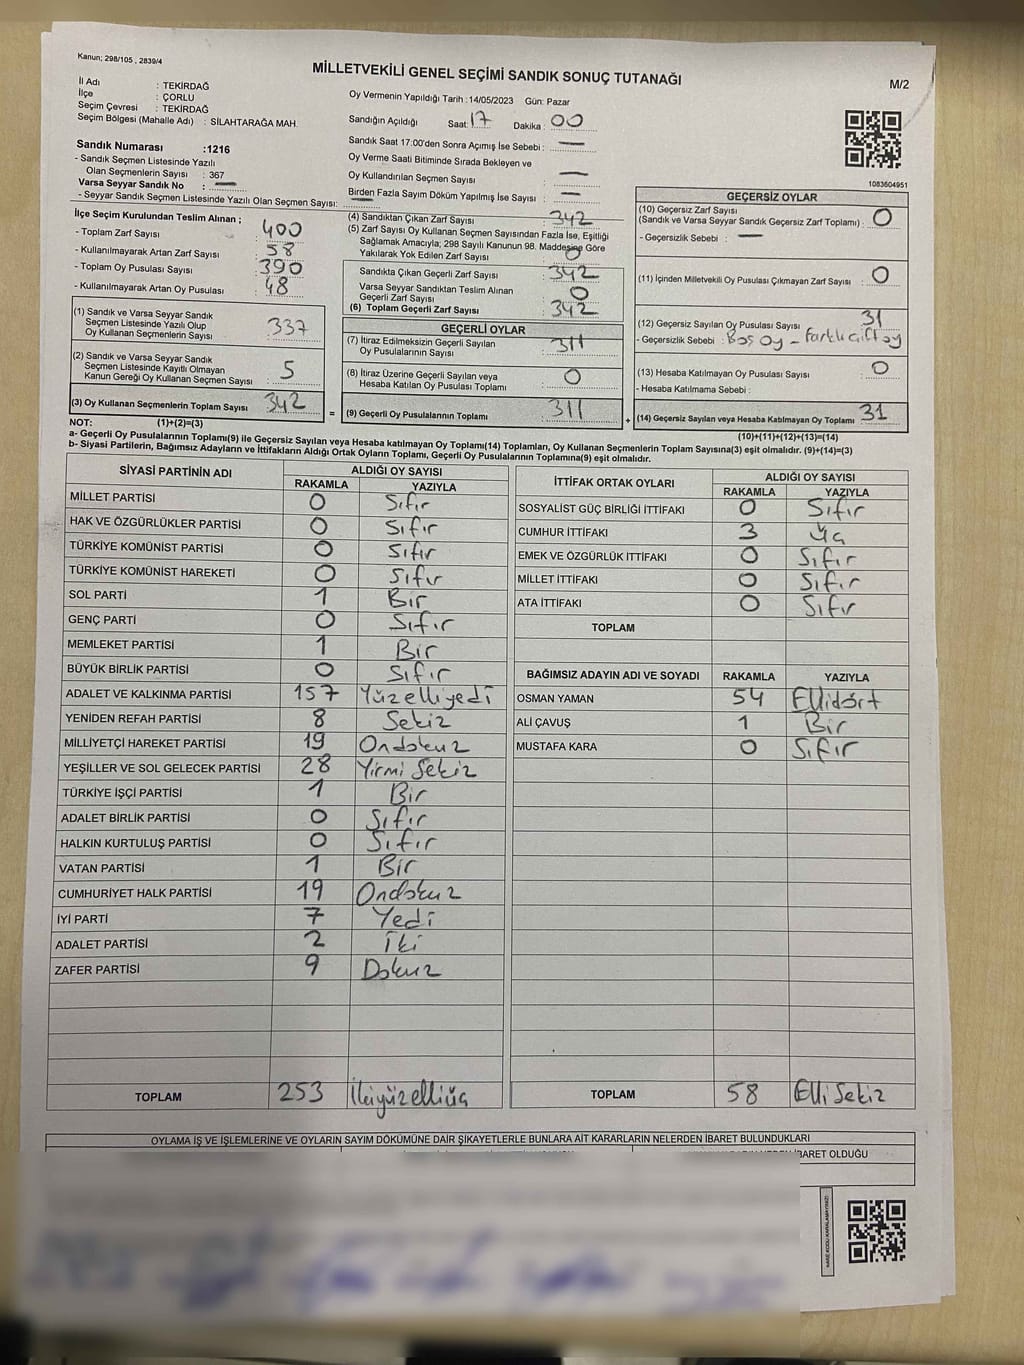 Kanun; 298/105 , 2839/4
MİLLETVEKİLİ GENEL SEÇİMİ SANDIK SONUÇ TUTANAĞI
M/2
İl Adı : TEKİRDAĞ
İlçe : ÇORLU
Seçim Çevresi : TEKİRDAĞ
Seçim Bölgesi (Mahalle Adı) : SİLAHTARAĞA MAH.
Oy Vermenin Yapıldığı Tarih :14/05/2023 Gün: Pazar
Sandığın Açıldığı Saat: 17 Dakika : 00
Sandık Saat 17:00'den Sonra Açımış İse Sebebi : —
Oy Verme Saati Bitiminde Sırada Bekleyen ve
Oy Kullandırılan Seçmen Sayısı : —
Birden Fazla Sayım Döküm Yapılmış İse Sayısı : —
1083604951
Sandık Numarası :1216
- Sandık Seçmen Listesinde Yazılı
Olan Seçmenlerin Sayısı : 367
Varsa Seyyar Sandık No : —
- Seyyar Sandık Seçmen Listesinde Yazılı Olan Seçmen Sayısı: —
İlçe Seçim Kurulundan Teslim Alınan ;
- Toplam Zarf Sayısı : 400
- Kullanılmayarak Artan Zarf Sayısı : 58
- Toplam Oy Pusulası Sayısı : 390
- Kullanılmayarak Artan Oy Pusulası : 48
(1) Sandık ve Varsa Seyyar Sandık
Seçmen Listesinde Yazılı Olup
Oy Kullanan Seçmenlerin Sayısı : 337
(2) Sandık ve Varsa Seyyar Sandık
Seçmen Listesinde Kayıtlı Olmayan
Kanun Gereği Oy Kullanan Seçmen Sayısı : 5
(3) Oy Kullanan Seçmenlerin Toplam Sayısı : 342
(4) Sandıktan Çıkan Zarf Sayısı : 342
(5) Zarf Sayısı Oy Kullanan Seçmen Sayısından Fazla İse, Eşitliği
Sağlamak Amacıyla; 298 Sayılı Kanunun 98. Maddesine Göre
Yakılarak Yok Edilen Zarf Sayısı : 0
Sandıkta Çıkan Geçerli Zarf Sayısı : 342
Varsa Seyyar Sandıktan Teslim Alınan
Geçerli Zarf Sayısı : 0
(6) Toplam Geçerli Zarf Sayısı : 342
GEÇERLİ OYLAR
(7) İtiraz Edilmeksizin Geçerli Sayılan
Oy Pusulalarının Sayısı : 311
(8) İtiraz Üzerine Geçerli Sayılan veya
Hesaba Katılan Oy Pusulası Toplamı : 0
= (9) Geçerli Oy Pusulalarının Toplamı : 311
GEÇERSİZ OYLAR
(10) Geçersiz Zarf Sayısı
(Sandık ve Varsa Seyyar Sandık Geçersiz Zarf Toplamı) : 0
- Geçersizlik Sebebi : —
(11) İçinden Milletvekili Oy Pusulası Çıkmayan Zarf Sayısı : 0
(12) Geçersiz Sayılan Oy Pusulası Sayısı : 31
- Geçersizlik Sebebi : Boş Oy - Farklı Çift oy
(13) Hesaba Katılmayan Oy Pusulası Sayısı : 0
- Hesaba Katılmama Sebebi :
+ (14) Geçersiz Sayılan veya Hesaba Katılmayan Oy Toplamı : 31
NOT: (1)+(2)=(3)
(10)+(11)+(12)+(13)=(14)
a- Geçerli Oy Pusulalarının Toplamı(9) ile Geçersiz Sayılan veya Hesaba katılmayan Oy Toplamı(14) Toplamları, Oy Kullanan Seçmenlerin Toplam Sayısına(3) eşit olmalıdır. (9)+(14)=(3)
b- Siyasi Partilerin, Bağımsız Adayların ve İttifakların Aldığı Ortak Oyların Toplamı, Geçerli Oy Pusulalarının Toplamına(9) eşit olmalıdır.
SİYASİ PARTİNİN ADI
ALDIĞI OY SAYISI
RAKAMLA YAZIYLA
MİLLET PARTİSİ 0 Sıfır
HAK VE ÖZGÜRLÜKLER PARTİSİ 0 Sıfır
TÜRKİYE KOMÜNİST PARTİSİ 0 Sıfır
TÜRKİYE KOMÜNİST HAREKETİ 0 Sıfır
SOL PARTİ 1 Bir
GENÇ PARTİ 0 Sıfır
MEMLEKET PARTİSİ 1 Bir
BÜYÜK BİRLİK PARTİSİ 0 Sıfır
ADALET VE KALKINMA PARTİSİ 157 Yüzelliyedi
YENİDEN REFAH PARTİSİ 8 Sekiz
MİLLİYETÇİ HAREKET PARTİSİ 19 Ondokuz
YEŞİLLER VE SOL GELECEK PARTİSİ 28 Yirmi Sekiz
TÜRKİYE İŞÇİ PARTİSİ 1 Bir
ADALET BİRLİK PARTİSİ 0 Sıfır
HALKIN KURTULUŞ PARTİSİ 0 Sıfır
VATAN PARTİSİ 1 Bir
CUMHURİYET HALK PARTİSİ 19 Ondokuz
İYİ PARTİ 7 Yedi
ADALET PARTİSİ 2 İki
ZAFER PARTİSİ 9 Dokuz
TOPLAM 253 İkiyüzelliüç
İTTİFAK ORTAK OYLARI
ALDIĞI OY SAYISI
RAKAMLA YAZIYLA
SOSYALİST GÜÇ BİRLİĞİ İTTİFAKI 0 Sıfır
CUMHUR İTTİFAKI 3 Üç
EMEK VE ÖZGÜRLÜK İTTİFAKI 0 Sıfır
MİLLET İTTİFAKI 0 Sıfır
ATA İTTİFAKI 0 Sıfır
TOPLAM
BAĞIMSIZ ADAYIN ADI VE SOYADI RAKAMLA YAZIYLA
OSMAN YAMAN 54 Ellidört
ALİ ÇAVUŞ 1 Bir
MUSTAFA KARA 0 Sıfır
TOPLAM 58 Elli Sekiz
OYLAMA İŞ VE İŞLEMLERİNE VE OYLARIN SAYIM DÖKÜMÜNE DAİR ŞİKAYETLERLE BUNLARA AİT KARARLARIN NELERDEN İBARET BULUNDUKLARI
İBARET OLDUĞU